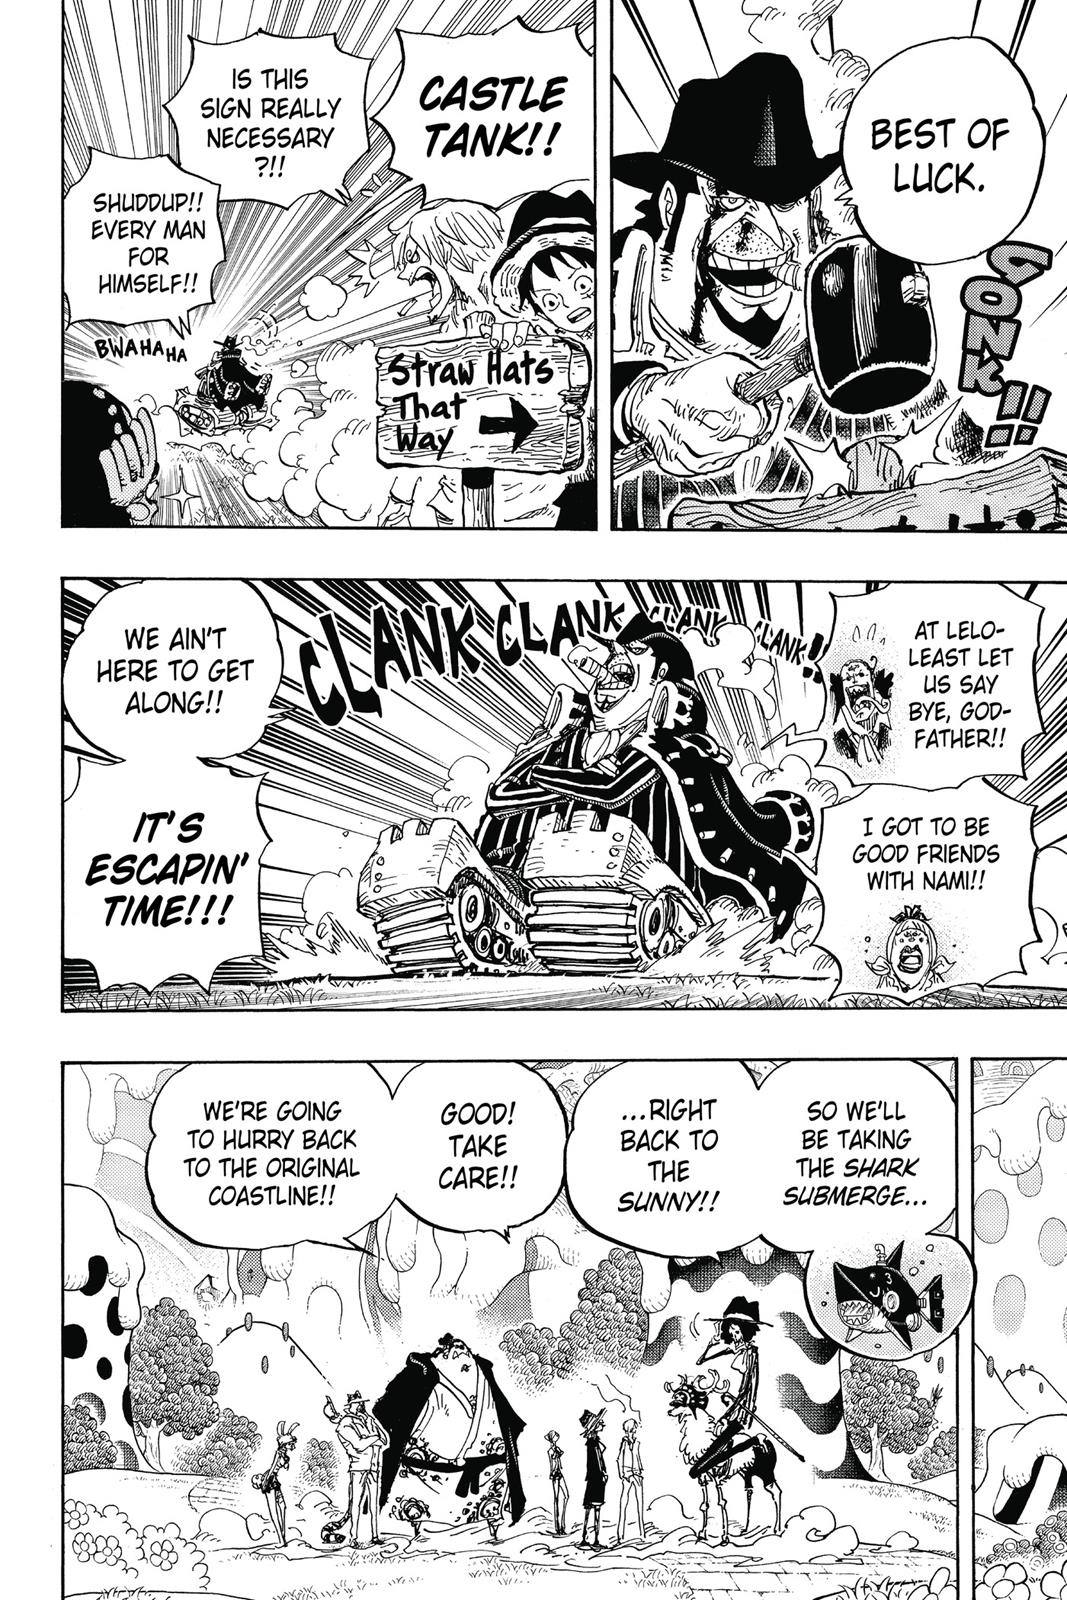 BEST OF
LUCK.
GONK!!
CASTLE
TANK!!
IS THIS
SIGN REALLY
NECESSARY
?!!
SHUDDUP!!
EVERY MAN
FOR
HIMSELF!!
BWAHAHA
Straw Hats
That
Way
AT LELO-
LEAST LET
US SAY
BYE, GOD-
FATHER!!
I GOT TO BE
GOOD FRIENDS
WITH NAMI!!
CLANK CLANK CLANK CLANK!!
WE AIN'T
HERE TO GET
ALONG!!
IT'S
ESCAPIN'
TIME!!!
SO WE'LL
BE TAKING
THE SHARK
SUBMERGE...
3
...RIGHT
BACK TO
THE
SUNNY!!
GOOD!
TAKE
CARE!!
WE'RE GOING
TO HURRY BACK
TO THE ORIGINAL
COASTLINE!!